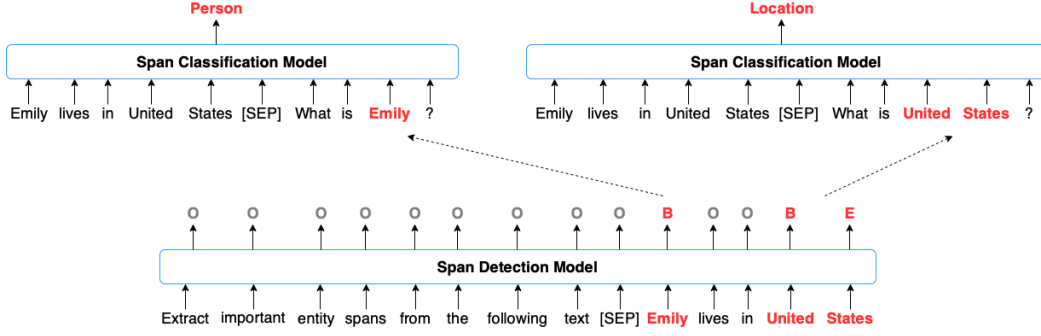 Person Location
Span Classification Model Span Classification Model
Emily lives in United States [SEP] What is Emily ? Emily lives in United States [SEP] What is United States ?
O O O O O O O O O B O O B E
Span Detection Model
Extract important entity spans from the following text [SEP] Emily lives in United States